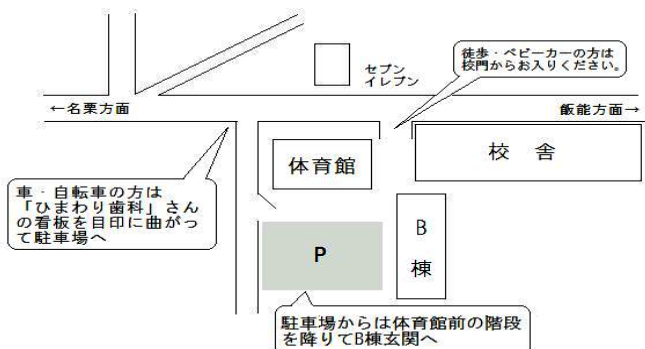 徒歩・ベビーカーの方は
校門からお入りください。
セブン
イレブン
←名栗方面
飯能方面→
体育館
校 舎
車・自転車の方は
「ひまわり歯科」さん
の看板を目印に曲がっ
て駐車場へ
P
B
棟
駐車場からは体育館前の階段
を降りてB棟玄関へ